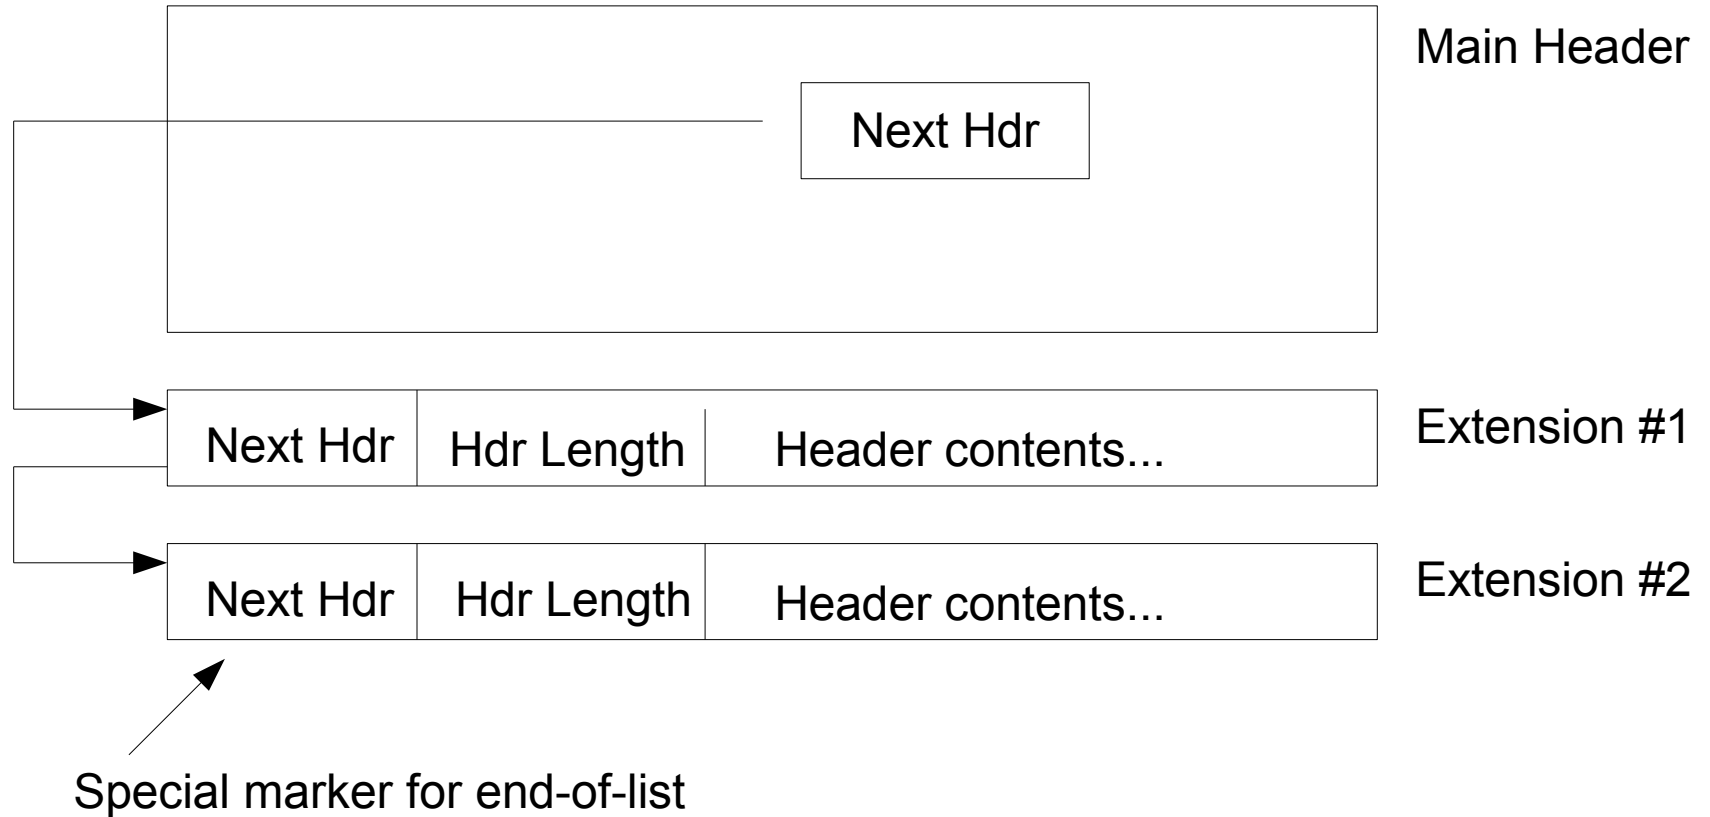 Main Header
Next Hdr
Extension #1
Next Hdr
Hdr Length
Header contents...
Extension #2
Next Hdr
Hdr Length
Header contents...
Special marker for end-of-list